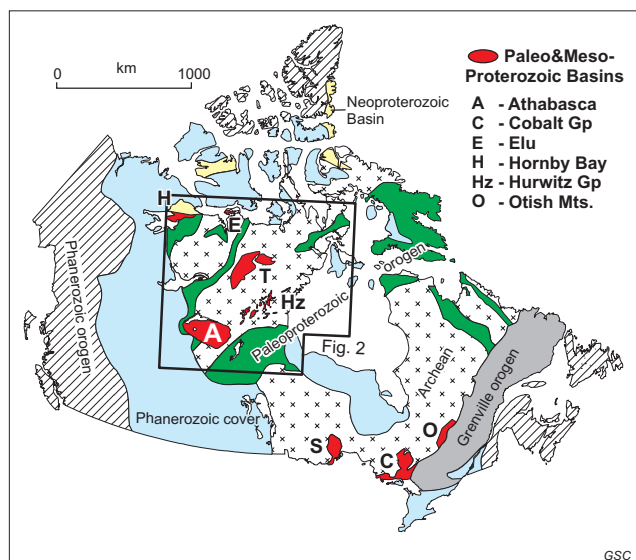 km
0 1000
Neoproterozoic
Basin
Paleo&Meso-
Proterozoic Basins
A - Athabasca
C - Cobalt Gp
E - Elu
H - Hornby Bay
Hz - Hurwitz Gp
O - Otish Mts.
H
E
T
Hz
A
Phanerozoic orogen
Paleoproterozoic orogen
Fig. 2
Phanerozoic cover
Archean
Grenville orogen
S
C
O
GSC